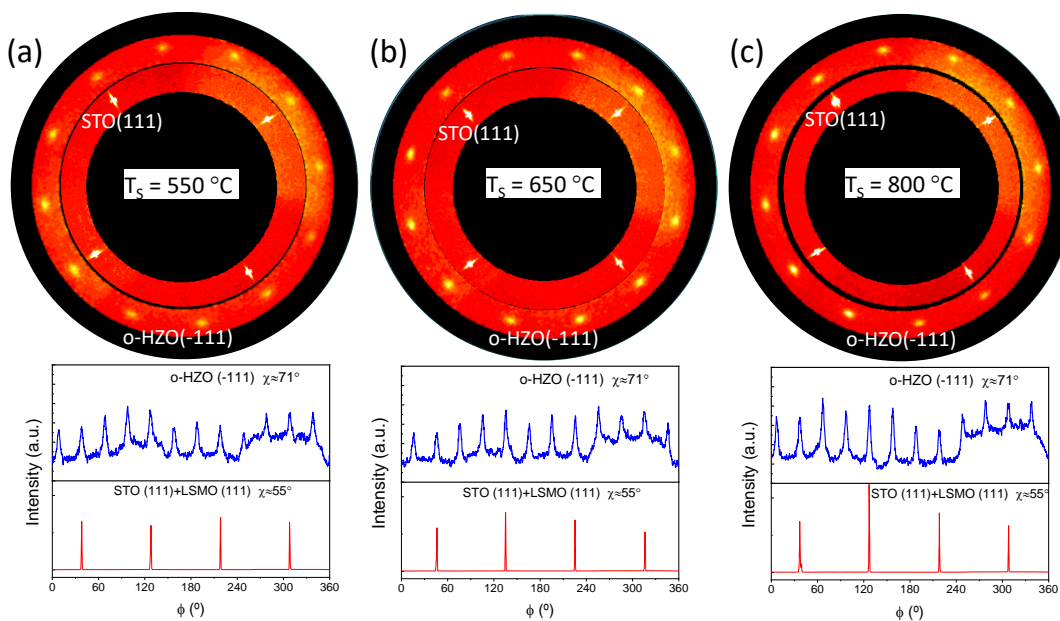 (a)
STO(111)
T_S = 550 °C
o-HZO(-111)
o-HZO (-111) χ≈71°
STO (111)+LSMO (111) χ≈55°
Intensity (a.u.)
0 60 120 180 240 300 360
ϕ (º)
(b)
STO(111)
T_S = 650 °C
o-HZO(-111)
o-HZO (-111) χ≈71°
STO (111)+LSMO (111) χ≈55°
Intensity (a.u.)
0 60 120 180 240 300 360
ϕ (º)
(c)
STO(111)
T_S = 800 °C
o-HZO(-111)
o-HZO (-111) χ≈71°
STO (111)+LSMO (111) χ≈55°
Intensity (a.u.)
0 60 120 180 240 300 360
ϕ (º)